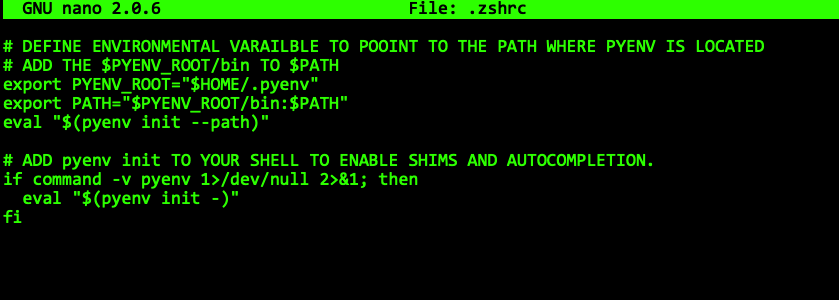 GNU nano 2.0.6 File: .zshrc
# DEFINE ENVIRONMENTAL VARAILBLE TO POOINT TO THE PATH WHERE PYENV IS LOCATED
# ADD THE $PYENV_ROOT/bin TO $PATH
export PYENV_ROOT="$HOME/.pyenv"
export PATH="$PYENV_ROOT/bin:$PATH"
eval "$(pyenv init --path)"
# ADD pyenv init TO YOUR SHELL TO ENABLE SHIMS AND AUTOCOMPLETION.
if command -v pyenv 1>/dev/null 2>&1; then
  eval "$(pyenv init -)"
fi